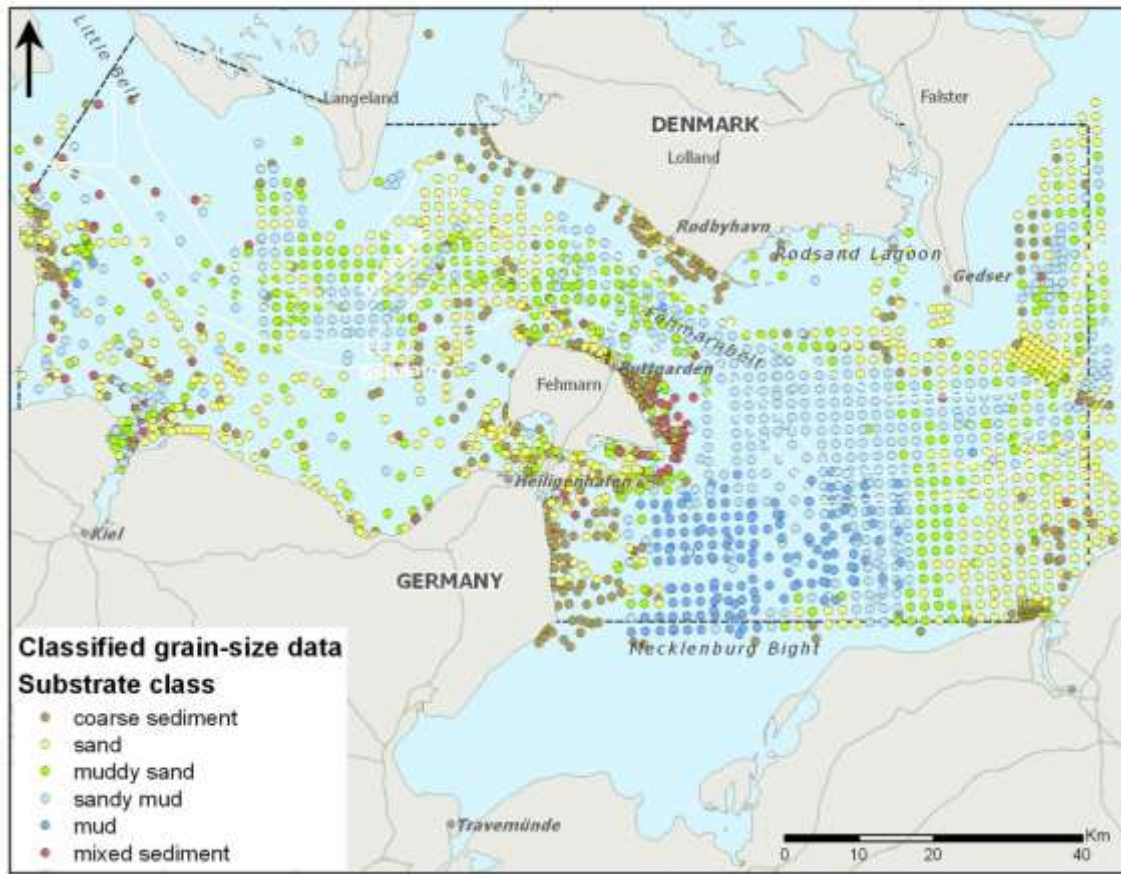 Little Belt
Langeland
Falster
DENMARK
Lolland
Rødbyhavn
Rødsand Lagoon
Gedser
Fehmarnbelt
Puttgarden
Fehmarn
Heiligenhafen
Kiel
GERMANY
Mecklenburg Bight
Classified grain-size data
Substrate class
coarse sediment
sand
muddy sand
sandy mud
mud
mixed sediment
Travemünde
Km
0 10 20 40